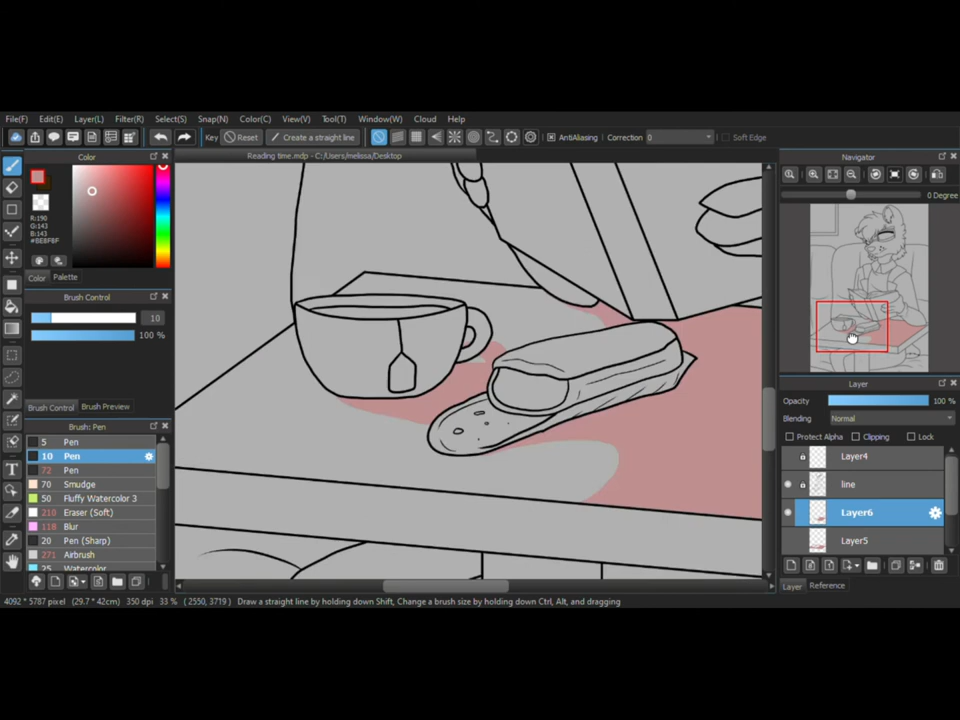 File(F) Edit(E) Layer(L) Filter(R) Select(S) Snap(N) Color(C) View(V) Tool(T) Window(W) Cloud Help
Key Reset Create a straight line AntiAliasing Correction 0 Soft Edge
Color
Reading time.mdp - C:/Users/melissa/Desktop
Navigator
0 Degree
R:190
G:143
B:143
#BE8FBF
Color Palette
Brush Control
10
100 %
Brush Control Brush Preview
Brush: Pen
5 Pen
10 Pen
72 Pen
70 Smudge
50 Fluffy Watercolor 3
210 Eraser (Soft)
118 Blur
20 Pen (Sharp)
271 Airbrush
25 Watercolor
Layer
Opacity 100 %
Blending Normal
Protect Alpha Clipping Lock
Layer4
line
Layer6
Layer5
Layer Reference
4092 * 5787 pixel (29.7 * 42cm) 350 dpi 33 % ( 2550, 3719) Draw a straight line by holding down Shift, Change a brush size by holding down Ctrl, Alt, and dragging